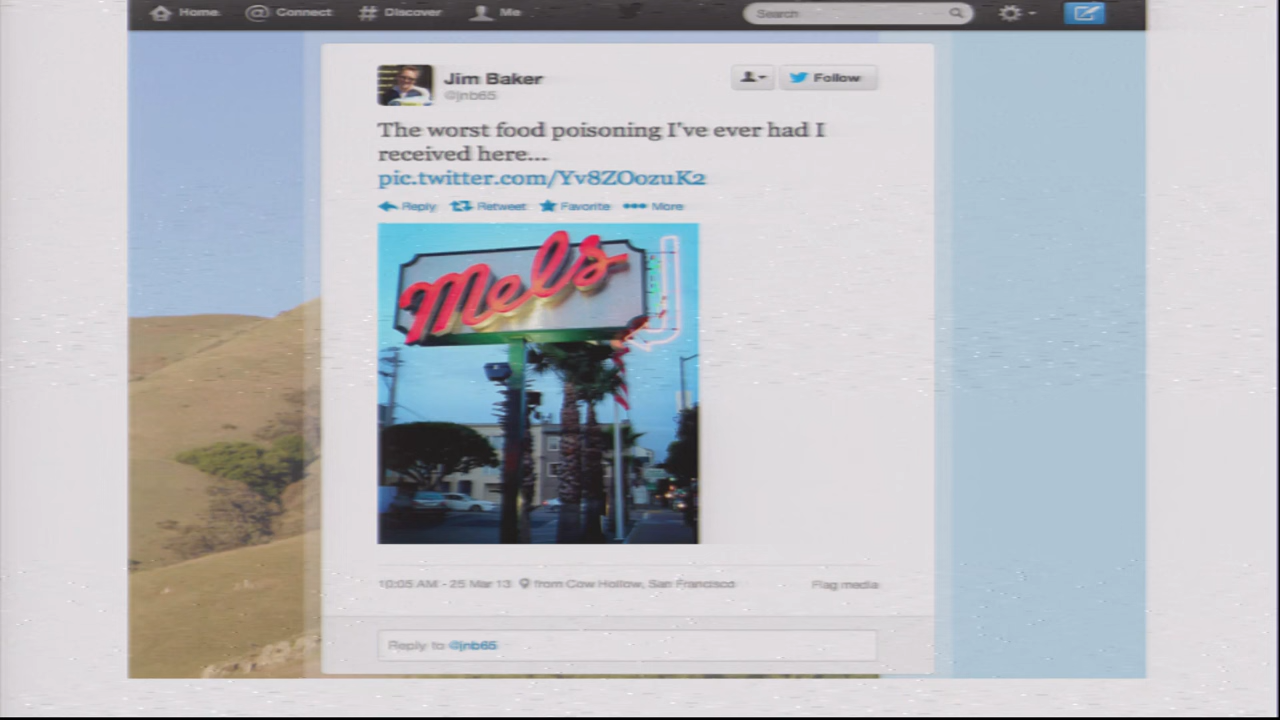 Home Connect Discover Me Search
Jim Baker
Follow
@jnb65
The worst food poisoning I've ever had I
received here...
pic.twitter.com/Yv8ZOozuK2
Reply Retweet Favorite More
Mels
10:05 AM - 25 Mar 13 from Cow Hollow, San Francisco Flag media
Reply to @jnb65